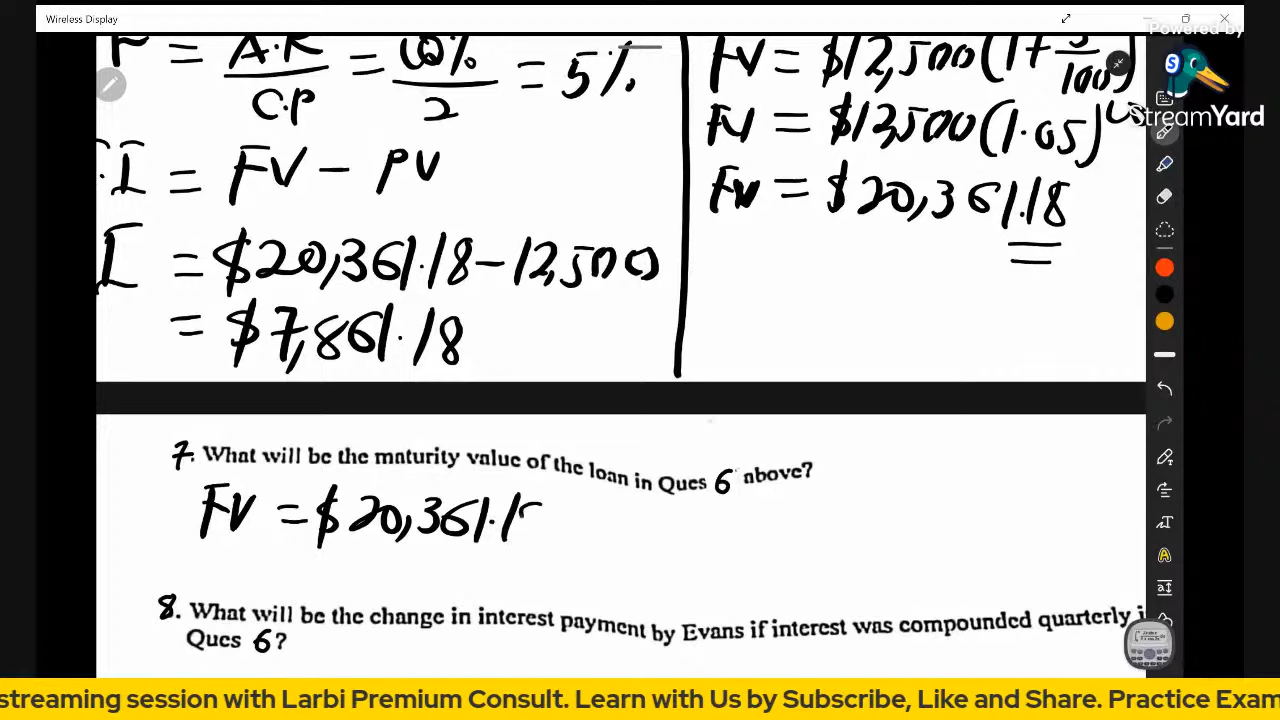 Wireless Display
Powered by
StreamYard
r = A.R / C.P = 10% / 2 = 5%
.I = FV - PV
I = $20,361.18-12,500
= $7,861.18
FV = $12,500(1+ 5/100)
FV = $12,500(1.05)
FV = $20,361.18
7. What will be the maturity value of the loan in Ques 6 above?
FV = $20,361.1
8. What will be the change in interest payment by Evans if interest was compounded quarterly i
Ques 6?
streaming session with Larbi Premium Consult. Learn with Us by Subscribe, Like and Share. Practice Exam